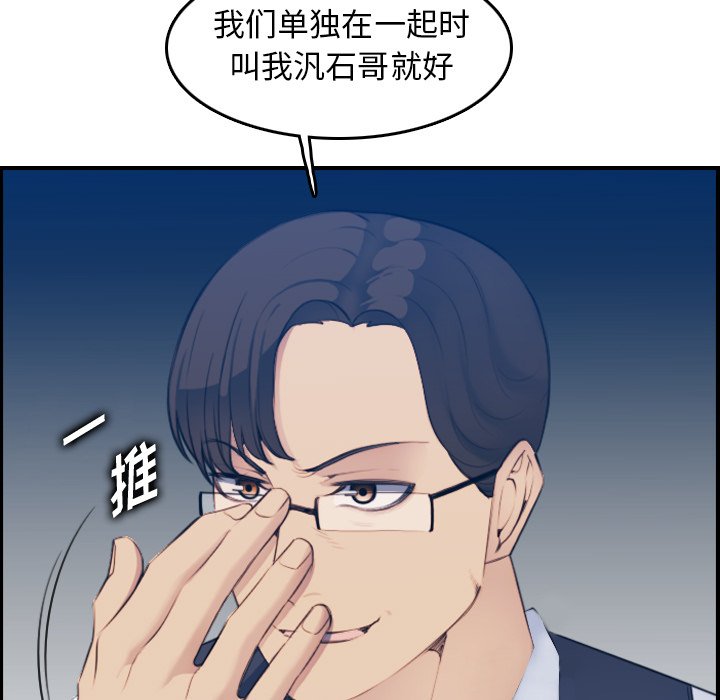 我们单独在一起时
叫我汎石哥就好
一推